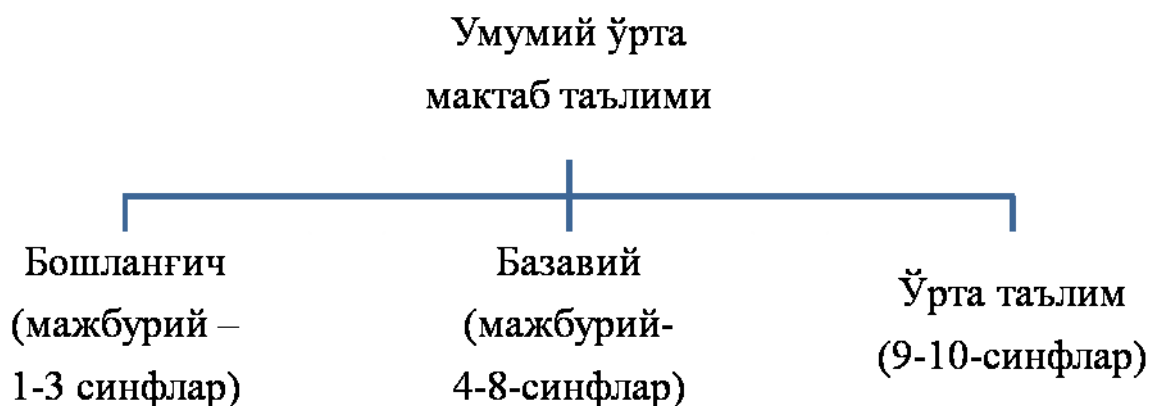 Умумий ўрта
мактаб таълими
Бошланғич
(мажбурий –
1-3 синфлар)
Базавий
(мажбурий-
4-8-синфлар)
Ўрта таълим
(9-10-синфлар)